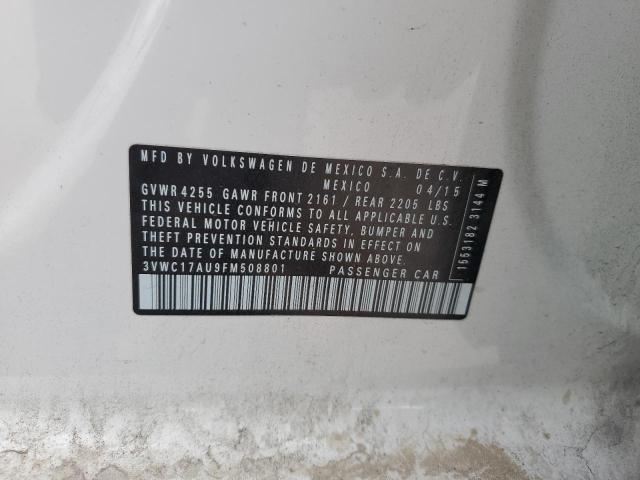 MFD BY VOLKSWAGEN DE MEXICO S.A. DE C.V.
MEXICO 04/15
GVWR 4255 GAWR FRONT 2161 / REAR 2205 LBS
THIS VEHICLE CONFORMS TO ALL APPLICABLE U.S.
FEDERAL MOTOR VEHICLE SAFETY, BUMPER AND
THEFT PREVENTION STANDARDS IN EFFECT ON
THE DATE OF MANUFACTURE SHOWN ABOVE.
3VWC17AU9FM508801 PASSENGER CAR
1553182 3144 M